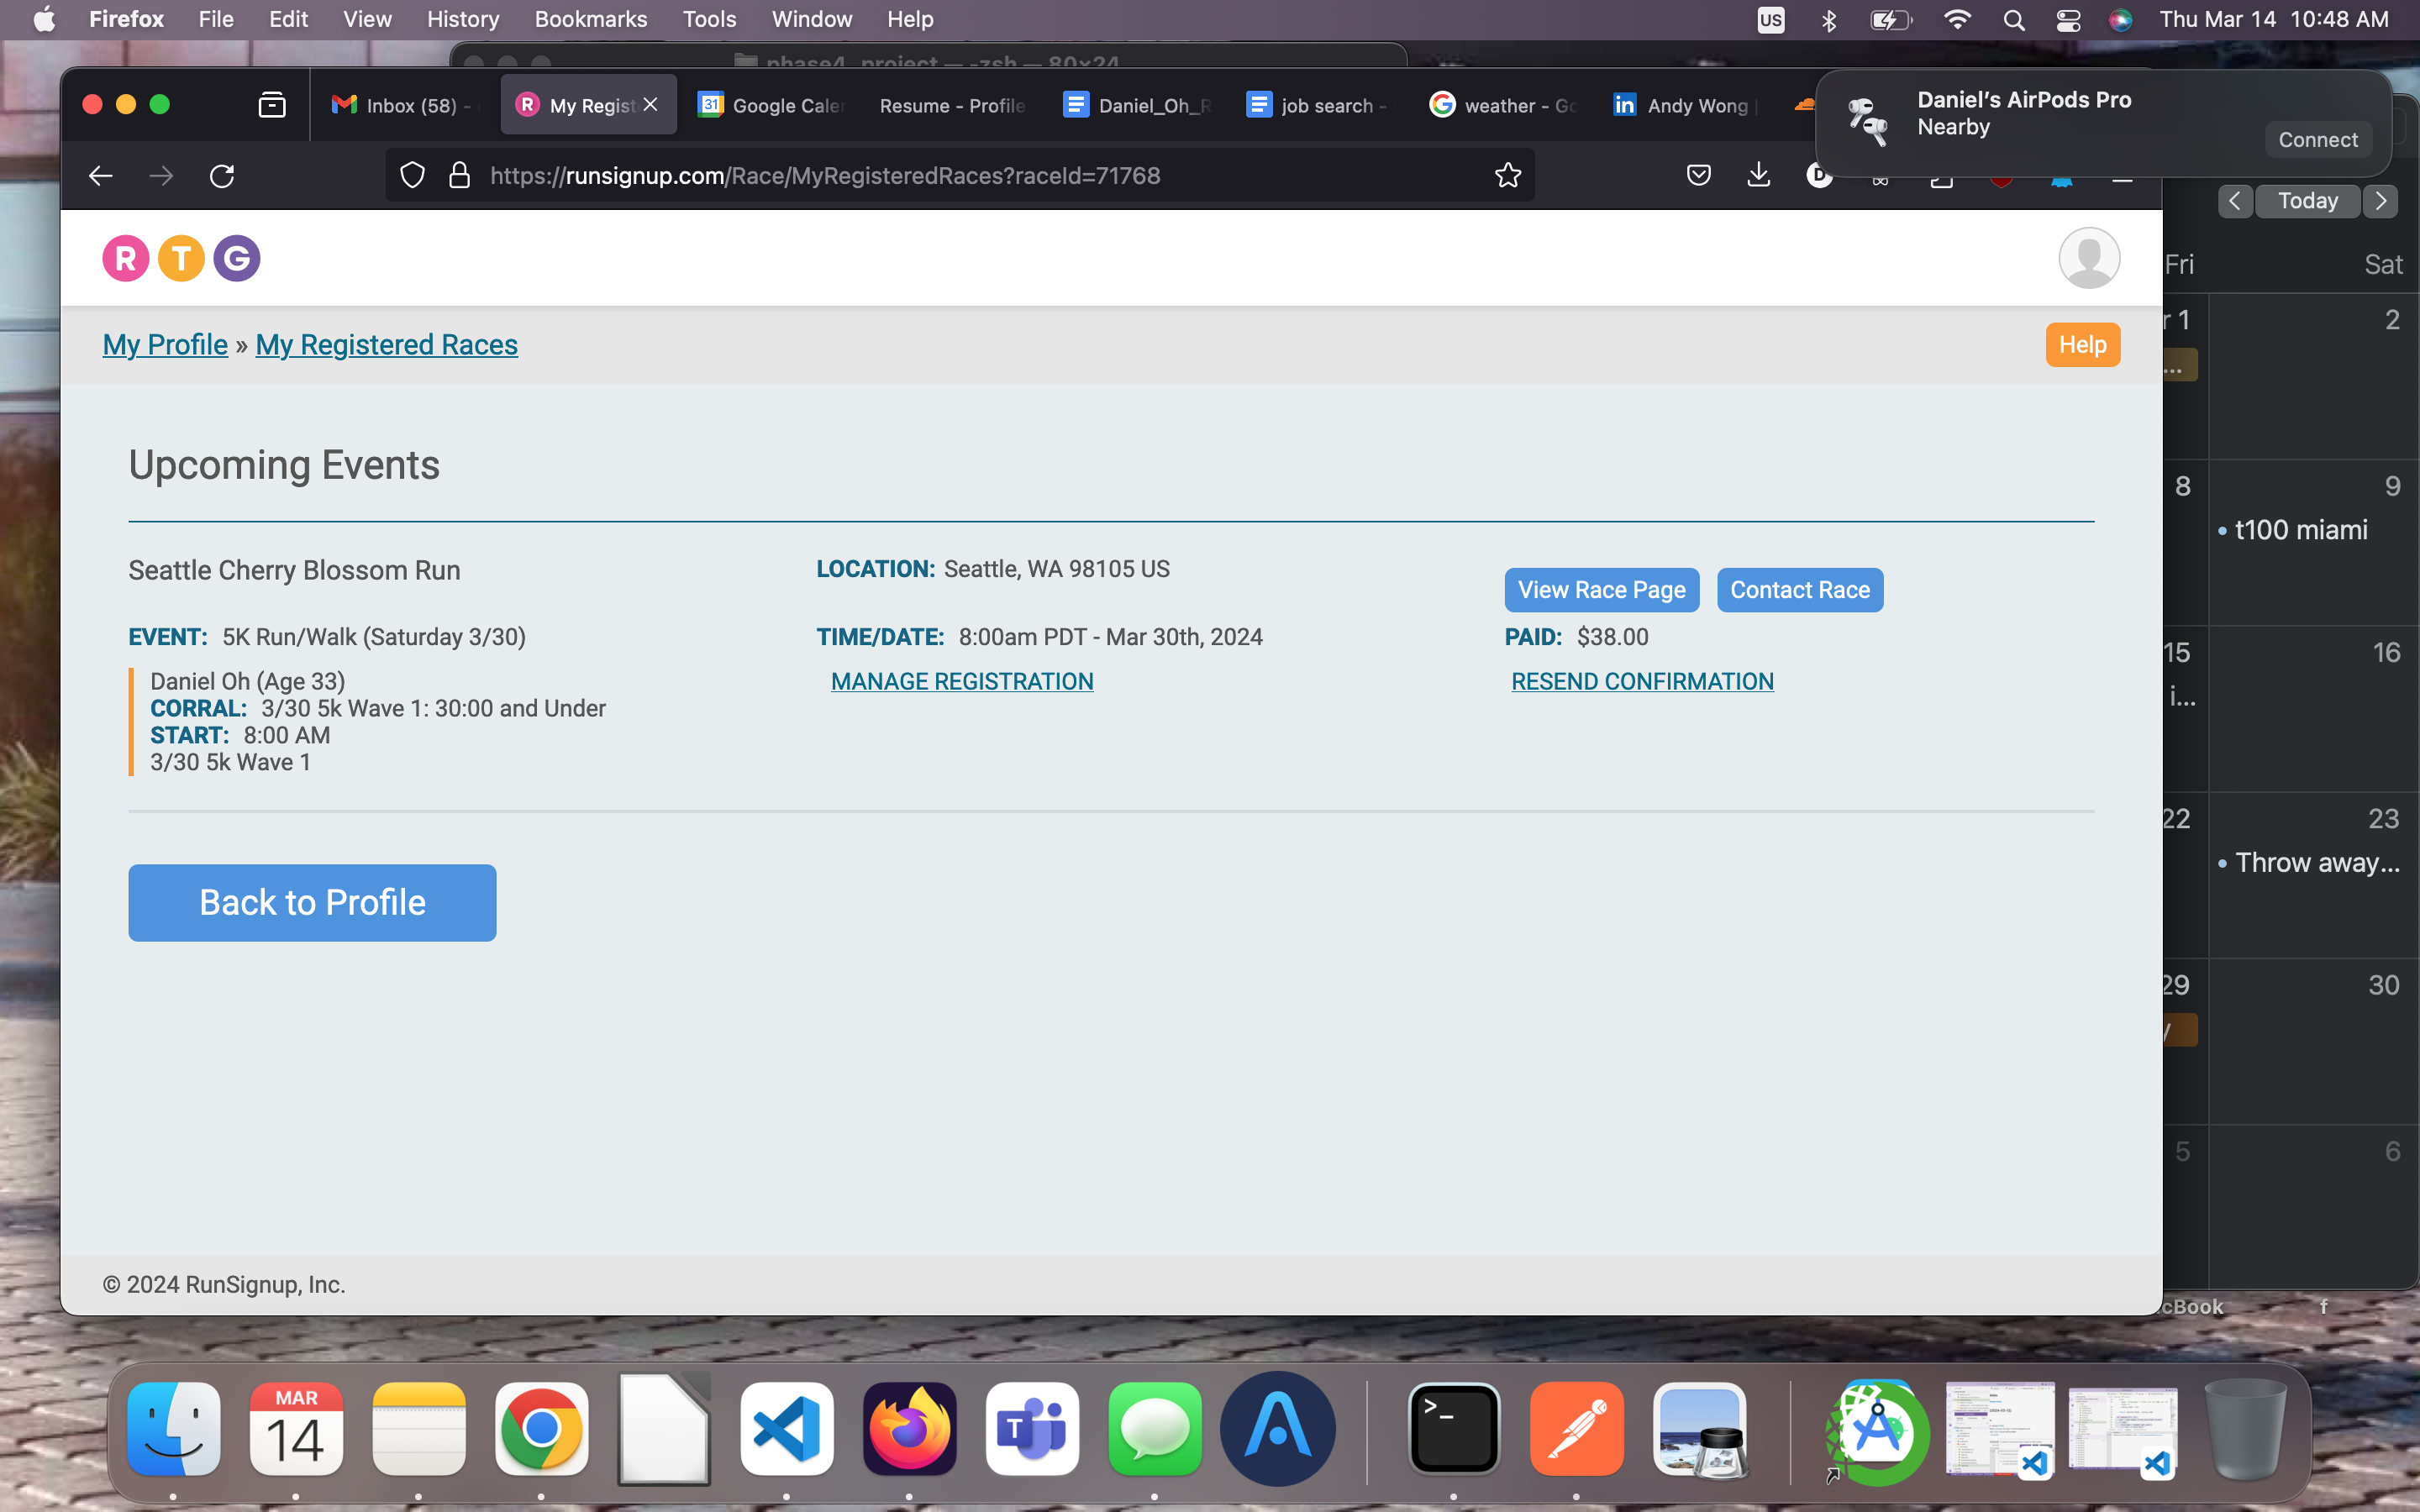 Firefox File Edit View History Bookmarks Tools Window Help US Thu Mar 14 10:48 AM
phase4_project — -zsh — 80×24
Inbox (58) - My Regist Google Caler Resume - Profile Daniel_Oh_R job search - weather - Go Andy Wong |
Daniel's AirPods Pro
Nearby
Connect
https://runsignup.com/Race/MyRegisteredRaces?raceId=71768
Today
R T G
Fri Sat
My Profile » My Registered Races
Help
r 1 2
...
Upcoming Events
8 9
t100 miami
Seattle Cherry Blossom Run
LOCATION: Seattle, WA 98105 US
View Race Page Contact Race
EVENT: 5K Run/Walk (Saturday 3/30)
TIME/DATE: 8:00am PDT - Mar 30th, 2024
PAID: $38.00
15 16
i...
Daniel Oh (Age 33)
MANAGE REGISTRATION
RESEND CONFIRMATION
CORRAL: 3/30 5k Wave 1: 30:00 and Under
START: 8:00 AM
3/30 5k Wave 1
22 23
Throw away...
Back to Profile
29 30
5 6
© 2024 RunSignup, Inc.
cBook f
MAR
14
T
>_